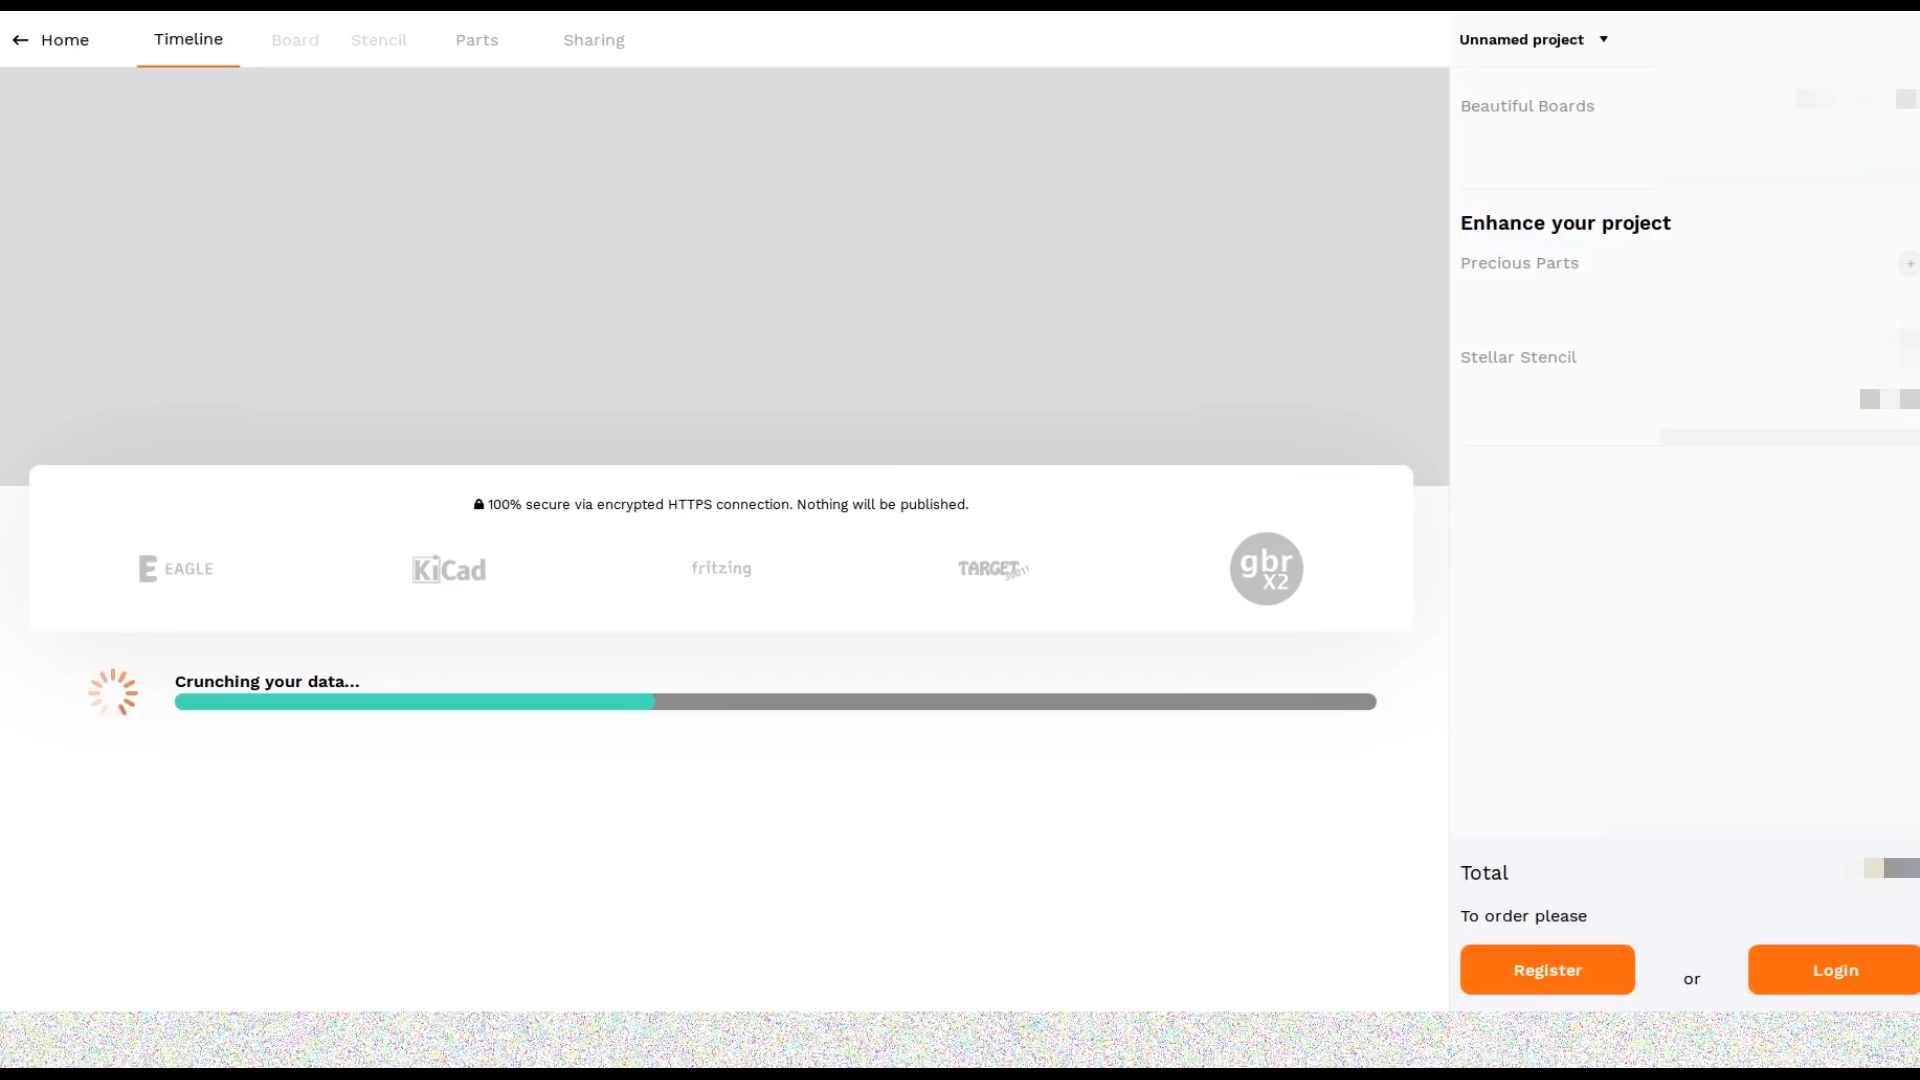 Home
Timeline
Board
Stencil
Parts
Sharing
Unnamed project
Beautiful Boards
Enhance your project
Precious Parts
Stellar Stencil
100% secure via encrypted HTTPS connection. Nothing will be published.
E EAGLE
KiCad
fritzing
TARGET 3001!
gbr
X2
Crunching your data...
Total
To order please
Register
or
Login